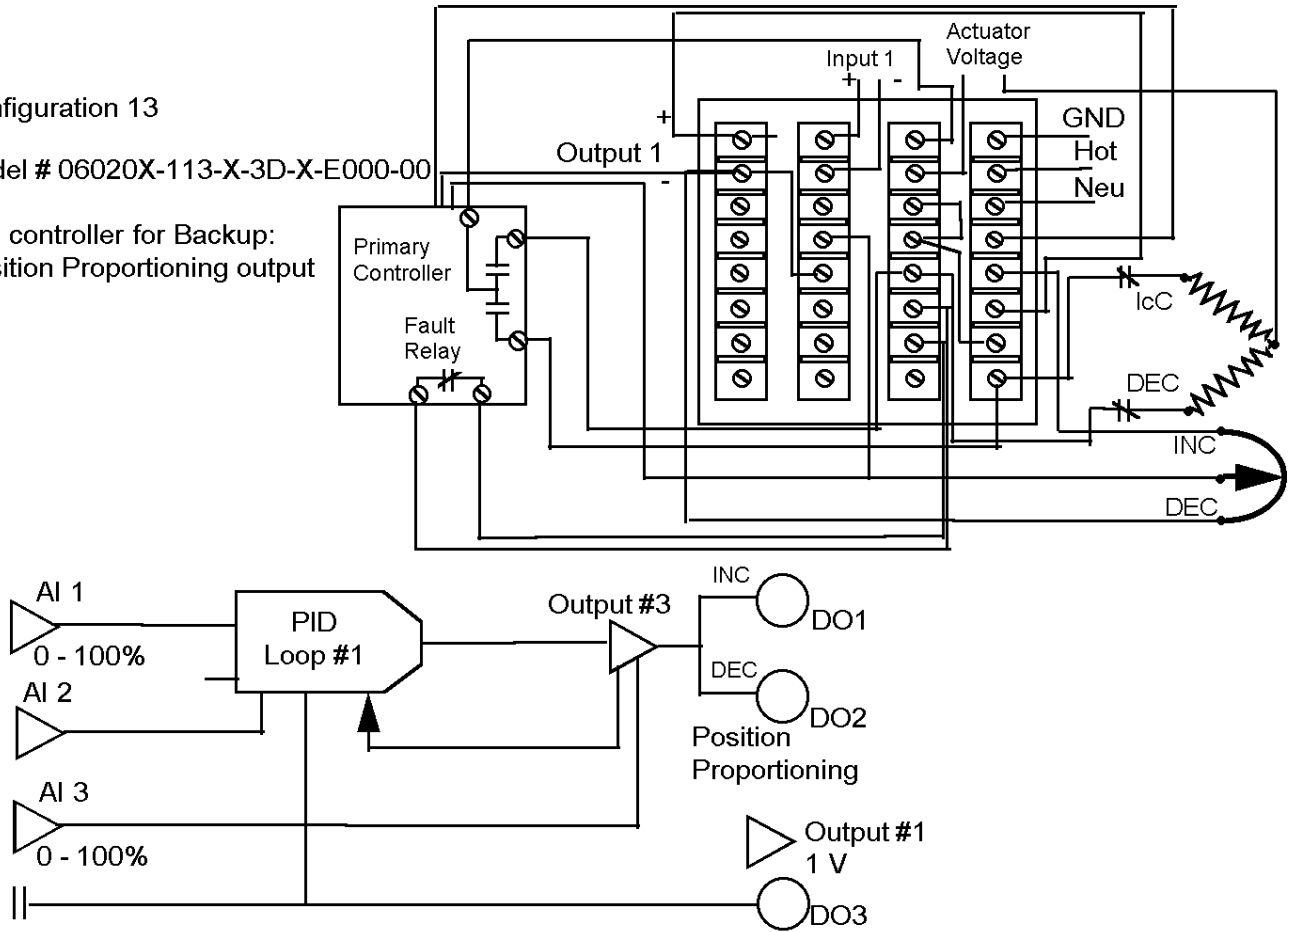 Actuator
Voltage
Input 1
+ -
nfiguration 13
+
GND
Output 1
Hot
del # 06020X-113-X-3D-X-E000-00
-
Neu
controller for Backup:
sition Proportioning output
Primary
Controller
IcC
Fault
Relay
DEC
INC
DEC
AI 1
INC
Output #3
PID
Loop #1
DO1
0 - 100%
DEC
AI 2
DO2
Position
Proportioning
AI 3
Output #1
1 V
0 - 100%
DO3